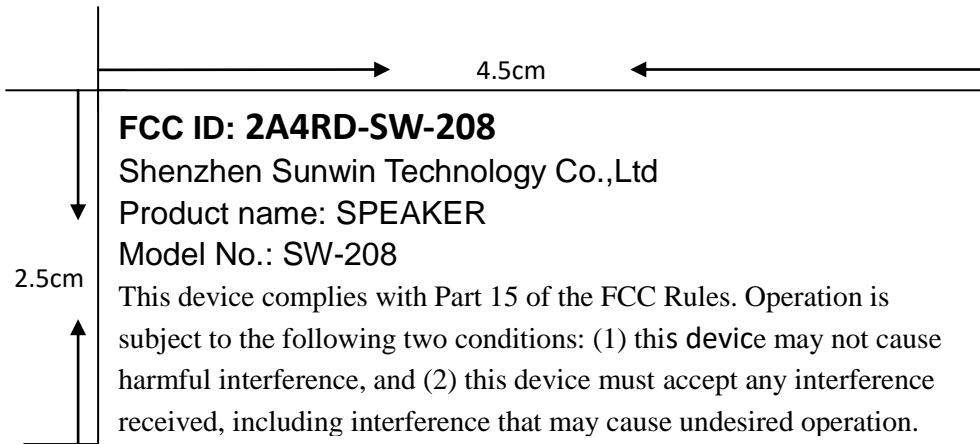 4.5cm
FCC ID: 2A4RD-SW-208
Shenzhen Sunwin Technology Co.,Ltd
Product name: SPEAKER
Model No.: SW-208
2.5cm
This device complies with Part 15 of the FCC Rules. Operation is
subject to the following two conditions: (1) this device may not cause
harmful interference, and (2) this device must accept any interference
received, including interference that may cause undesired operation.